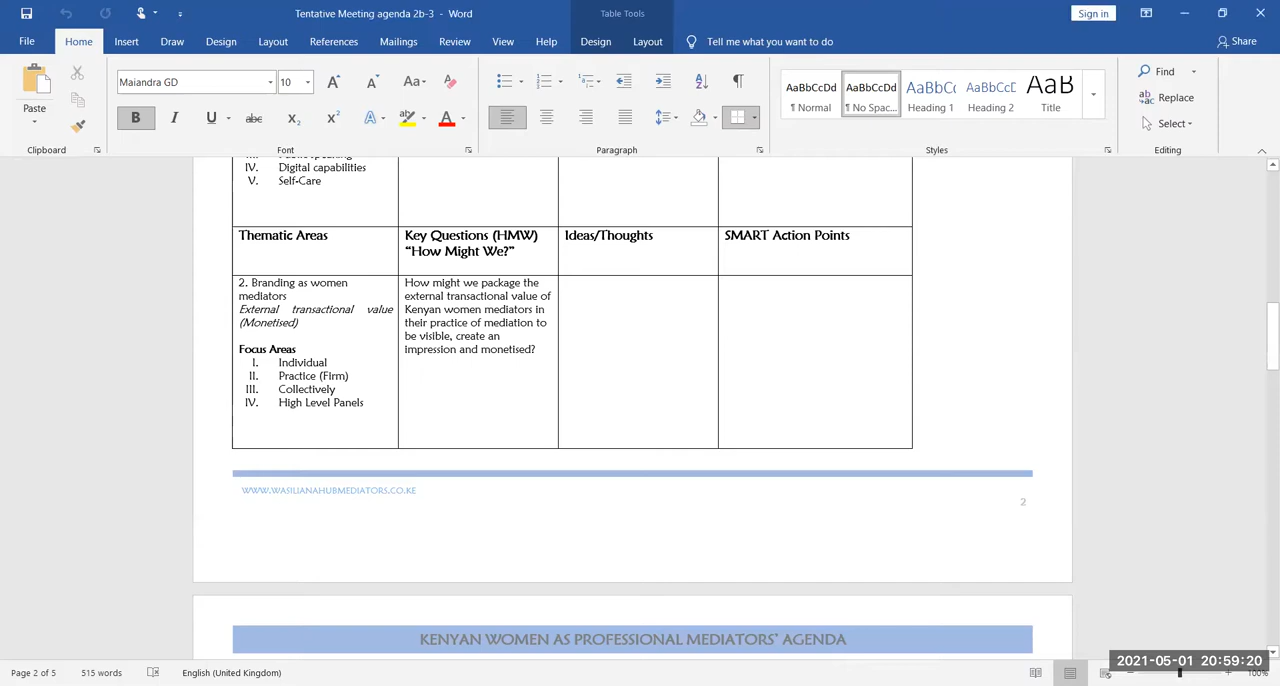 Tentative Meeting agenda 2b-3 - Word
Table Tools
Sign in
File
Home
Insert
Draw
Design
Layout
References
Mailings
Review
View
Help
Design
Layout
Tell me what you want to do
Share
Paste
Clipboard
Maiandra GD
10
Aa
B I U abc X₂ X² A A
Font
Paragraph
AaBbCcDd
¶ Normal
AaBbCcDd
¶ No Spac...
AaBbCc
Heading 1
AaBbCcD
Heading 2
AaB
Title
Styles
Find
Replace
Select
Editing
IV. Digital capabilities
V. Self-Care
Thematic Areas
Key Questions (HMW)
“How Might We?”
Ideas/Thoughts
SMART Action Points
2. Branding as women
mediators
External transactional value
(Monetised)
Focus Areas
I. Individual
II. Practice (Firm)
III. Collectively
IV. High Level Panels
How might we package the
external transactional value of
Kenyan women mediators in
their practice of mediation to
be visible, create an
impression and monetised?
WWW.WASILIANAHUBMEDIATORS.CO.KE
2
KENYAN WOMEN AS PROFESSIONAL MEDIATORS' AGENDA
Page 2 of 5
515 words
English (United Kingdom)
2021-05-01 20:59:20
100%